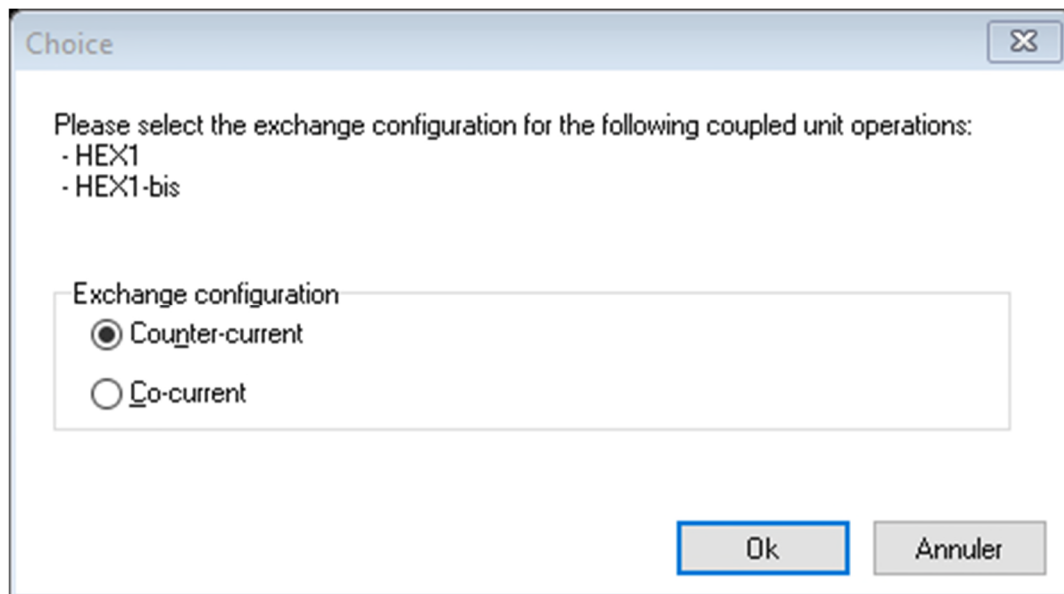 Choice
Please select the exchange configuration for the following coupled unit operations:
- HEX1
- HEX1-bis
Exchange configuration
Counter-current
Co-current
Ok
Annuler